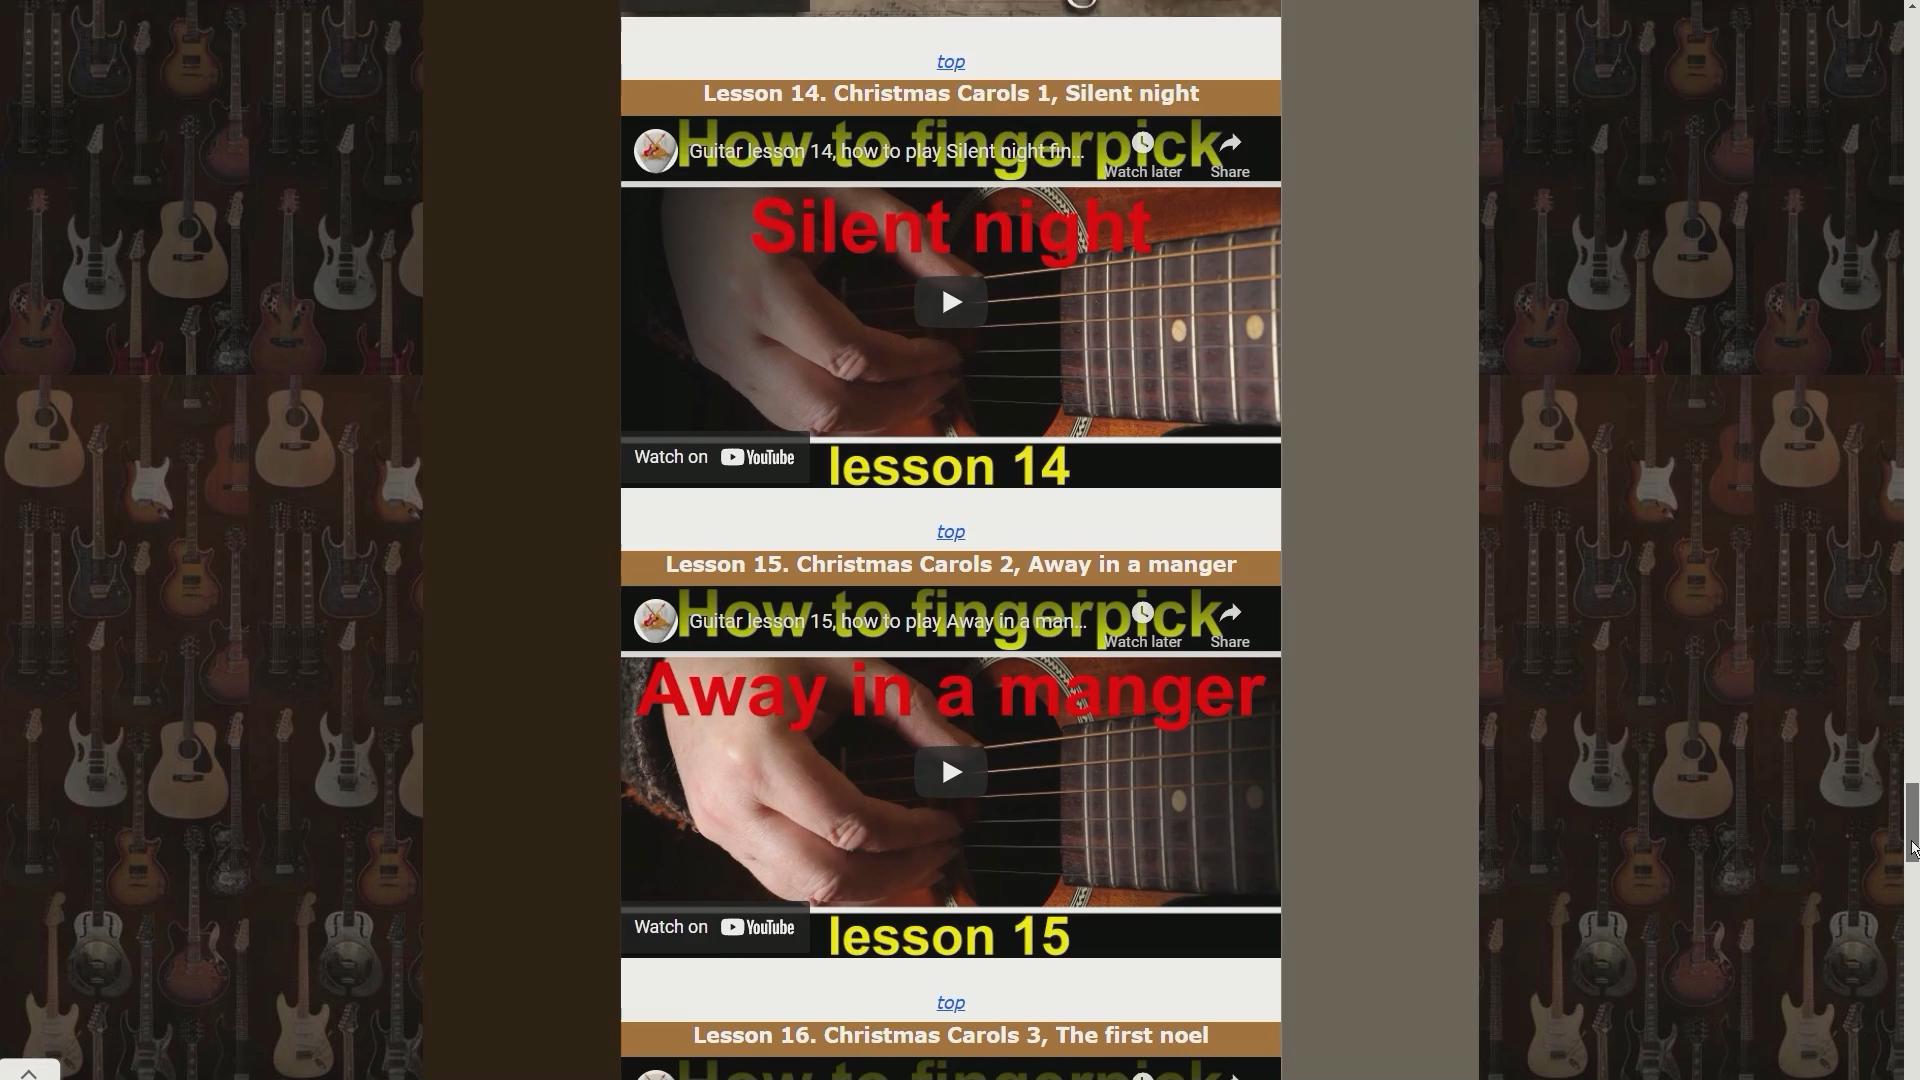 top
Lesson 14. Christmas Carols 1, Silent night
How to fingerpick
Guitar lesson 14, how to play Silent night fin...
Watch later
Share
Silent night
Watch on YouTube
lesson 14
top
Lesson 15. Christmas Carols 2, Away in a manger
How to fingerpick
Guitar lesson 15, how to play Away in a man...
Watch later
Share
Away in a manger
Watch on YouTube
lesson 15
top
Lesson 16. Christmas Carols 3, The first noel
How to fingerpick